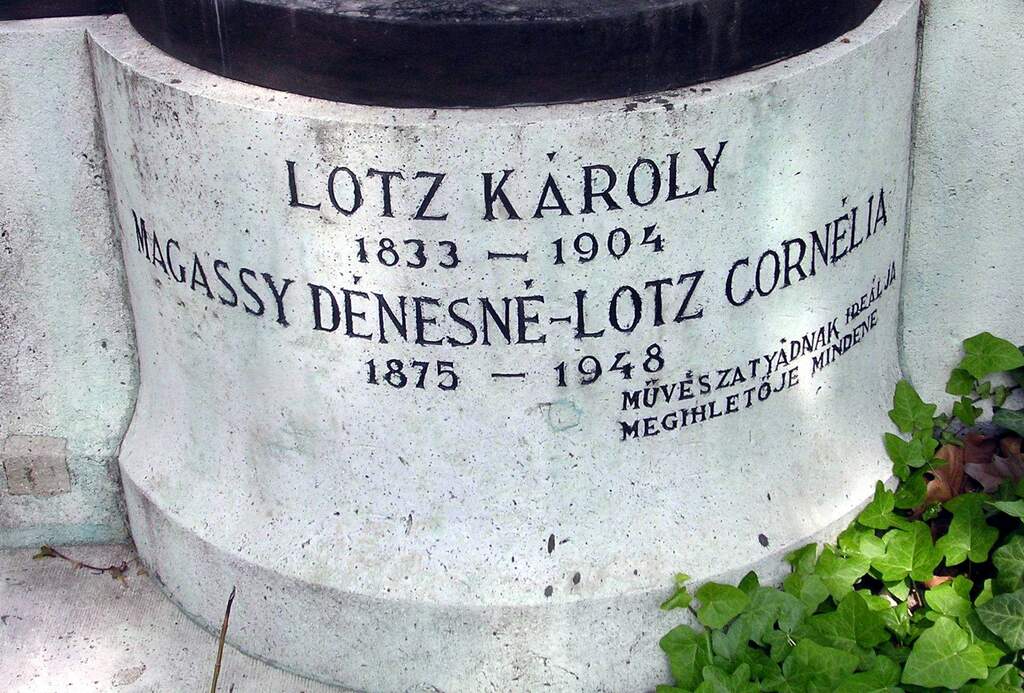 LOTZ KÁROLY
1833 – 1904
MAGASSY DÉNESNÉ-LOTZ CORNÉLIA
1875 – 1948
MŰVÉSZATYÁDNAK IDEÁLJA
MEGIHLETŐJE MINDENE